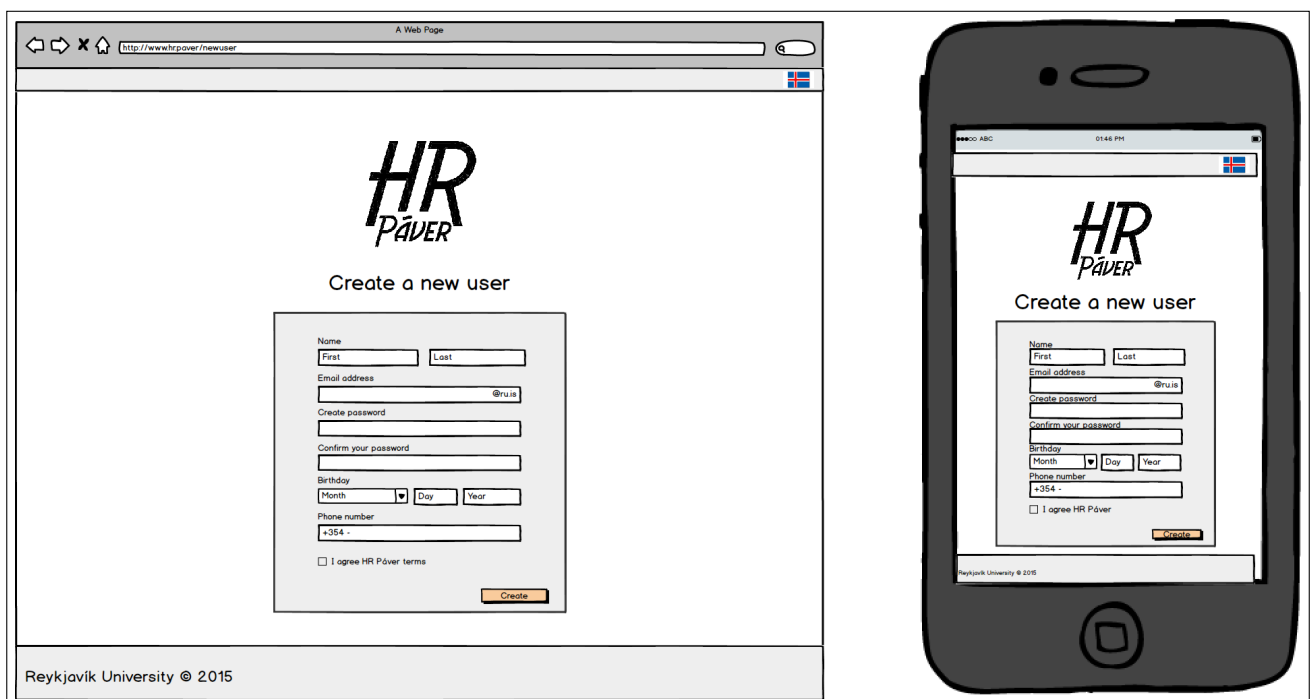 A Web Page
http://www.hr.paver/newuser
HR
PÁVER
Create a new user
Name
First Last
Email address
@ru.is
Create password
Confirm your password
Birthday
Month Day Year
Phone number
+354 -
I agree HR Páver terms
Create
Reykjavík University © 2015
ABC 01:46 PM
HR
PÁVER
Create a new user
Name
First Last
Email address
@ru.is
Create password
Confirm your password
Birthday
Month Day Year
Phone number
+354 -
I agree HR Páver
Create
Reykjavík University © 2015